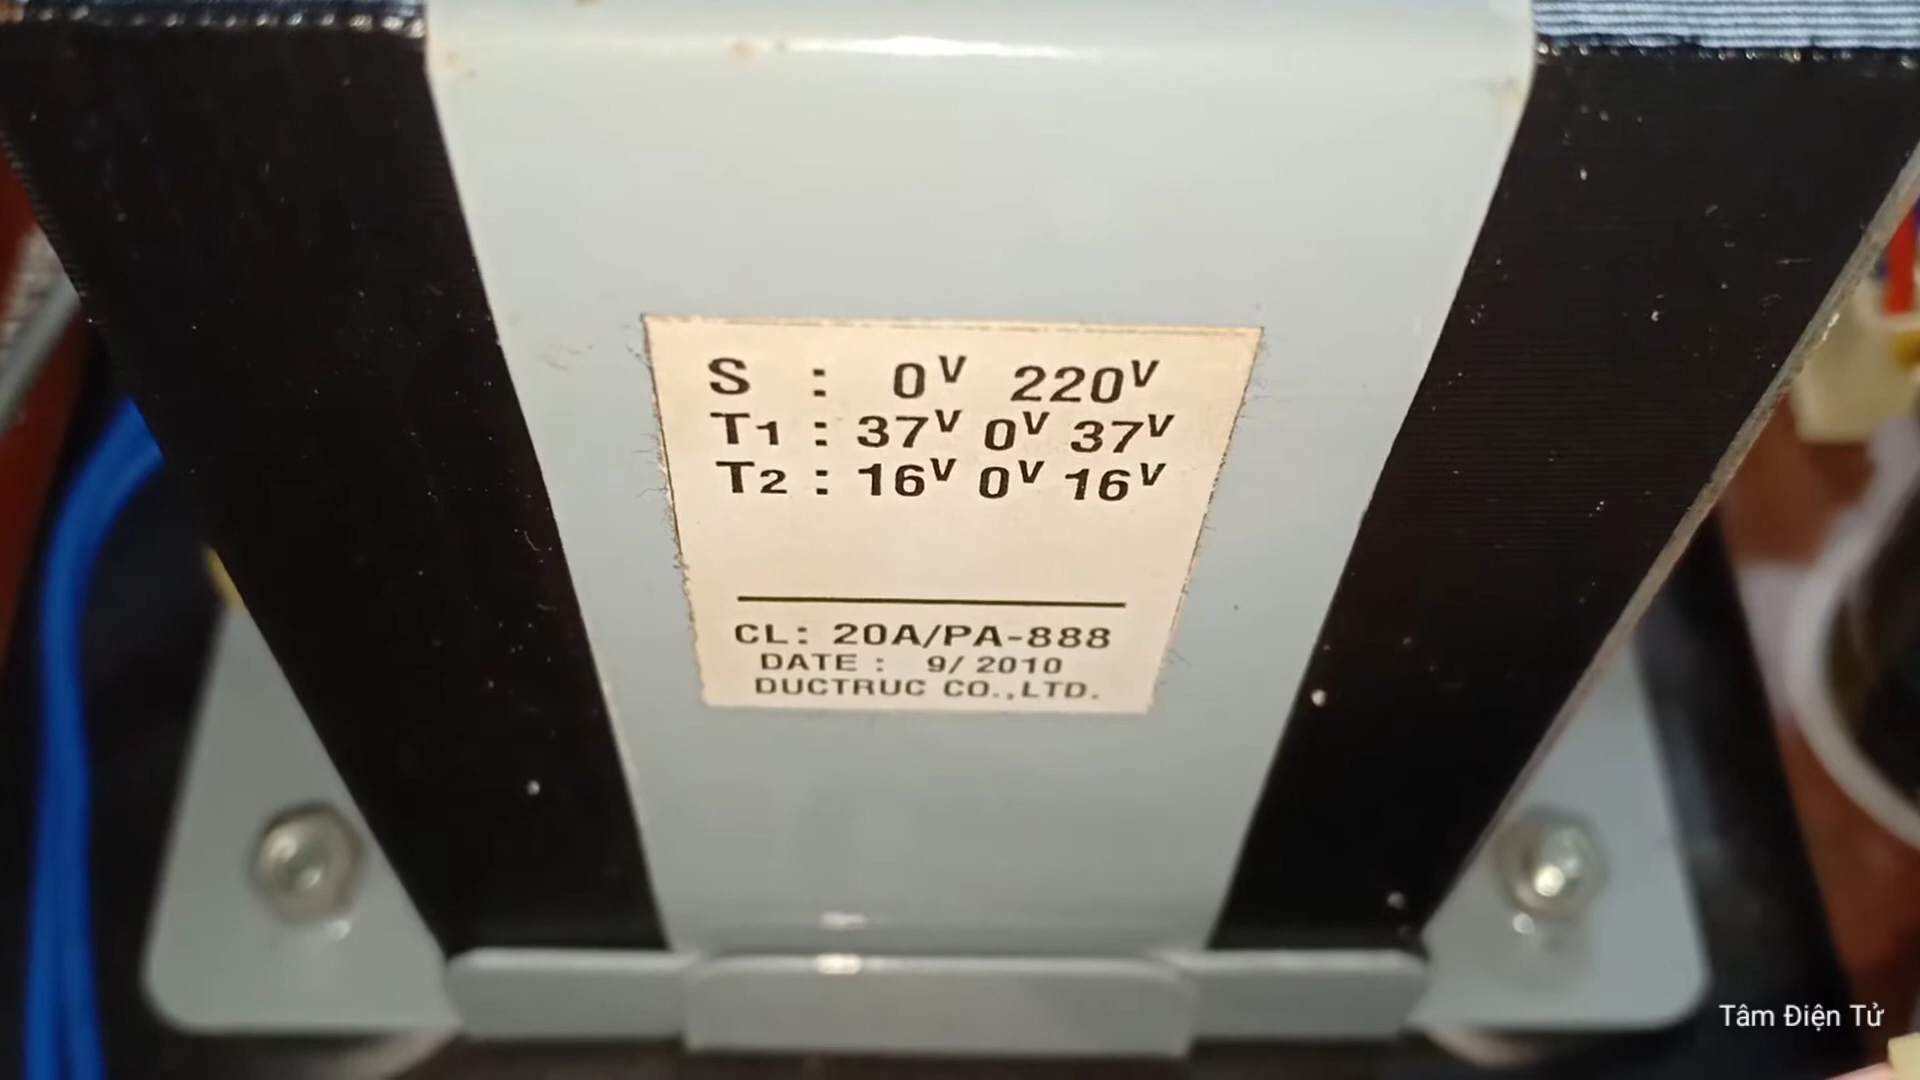 S : 0V 220V
T1 : 37V 0V 37V
T2 : 16V 0V 16V
CL: 20A/PA-888
DATE : 9/2010
DUCTRUC CO.,LTD.
Tâm Điện Tử